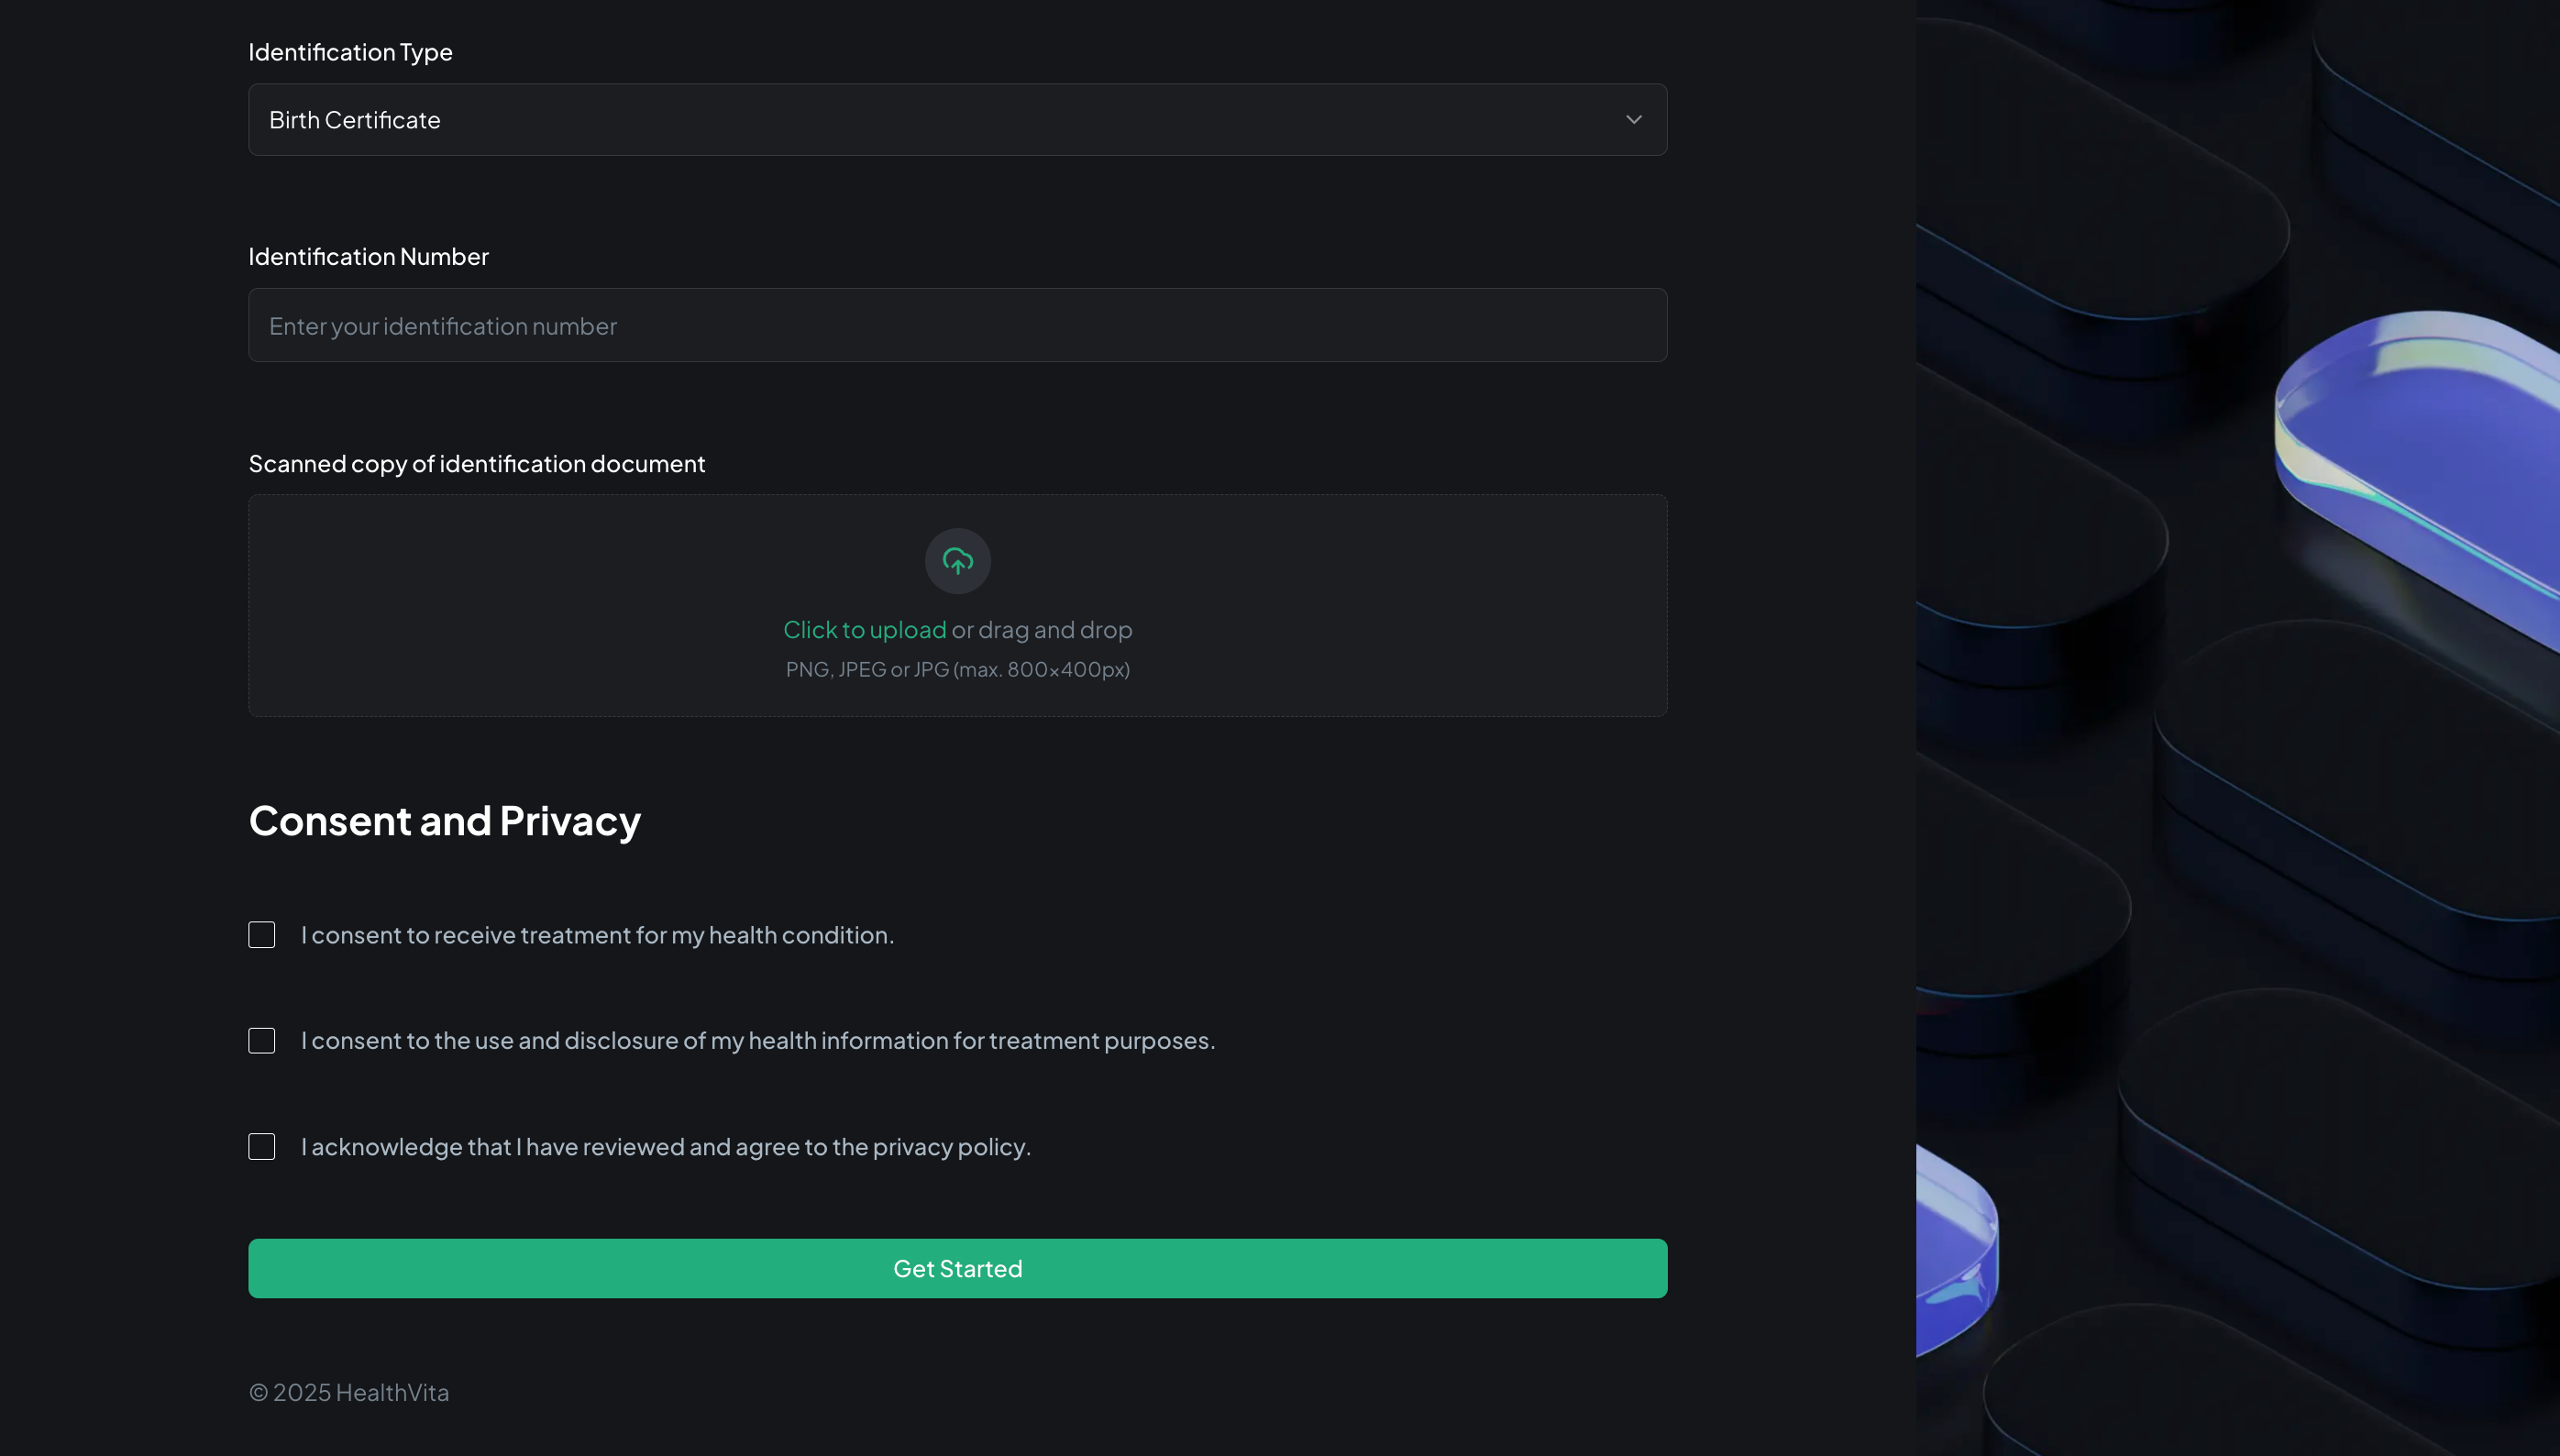 Identification Type
Birth Certificate
Identification Number
Enter your identification number
Scanned copy of identification document
Click to upload or drag and drop
PNG, JPEG or JPG (max. 800×400px)
Consent and Privacy
I consent to receive treatment for my health condition.
I consent to the use and disclosure of my health information for treatment purposes.
I acknowledge that I have reviewed and agree to the privacy policy.
Get Started
© 2025 HealthVita